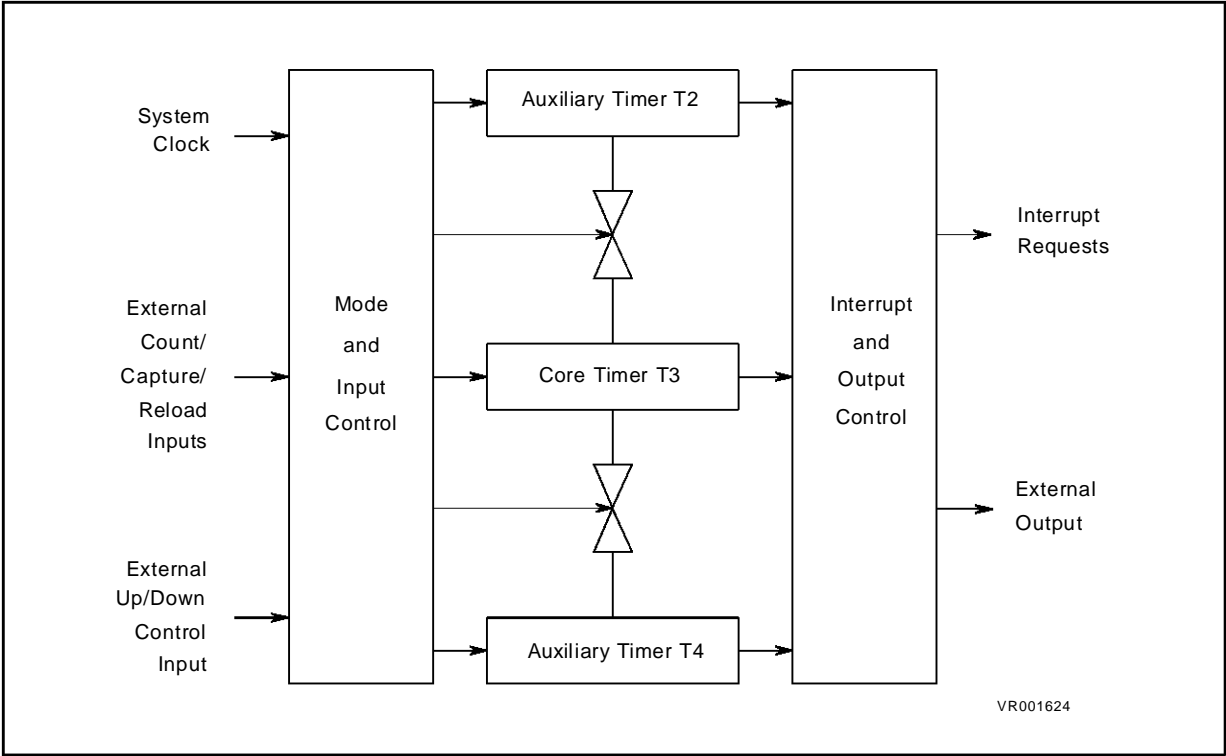 System
Clock
External
Count/
Capture/
Reload
Inputs
External
Up/Down
Control
Input
Mode
and
Input
Control
Auxiliary Timer T2
Core Timer T3
Auxiliary Timer T4
Interrupt
and
Output
Control
Interrupt
Requests
External
Output
VR001624